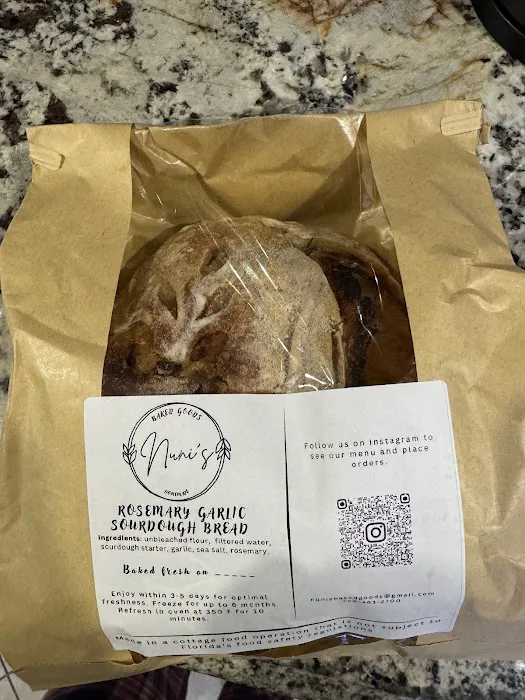 BAKED GOODS
Nuni's
HOMEMADE
ROSEMARY GARLIC
SOURDOUGH BREAD
Ingredients: unbleached flour, filtered water,
sourdough starter, garlic, sea salt, rosemary.
Baked fresh on _____
Enjoy within 3-5 days for optimal
freshness. Freeze for up to 6 months.
Refresh in oven at 350 F for 10
minutes.
Follow us on Instagram to
see our menu and place
orders.
nunisbakedgoods@gmail.com
Made in a cottage food operation that is not subject to
Florida's food safety regulations